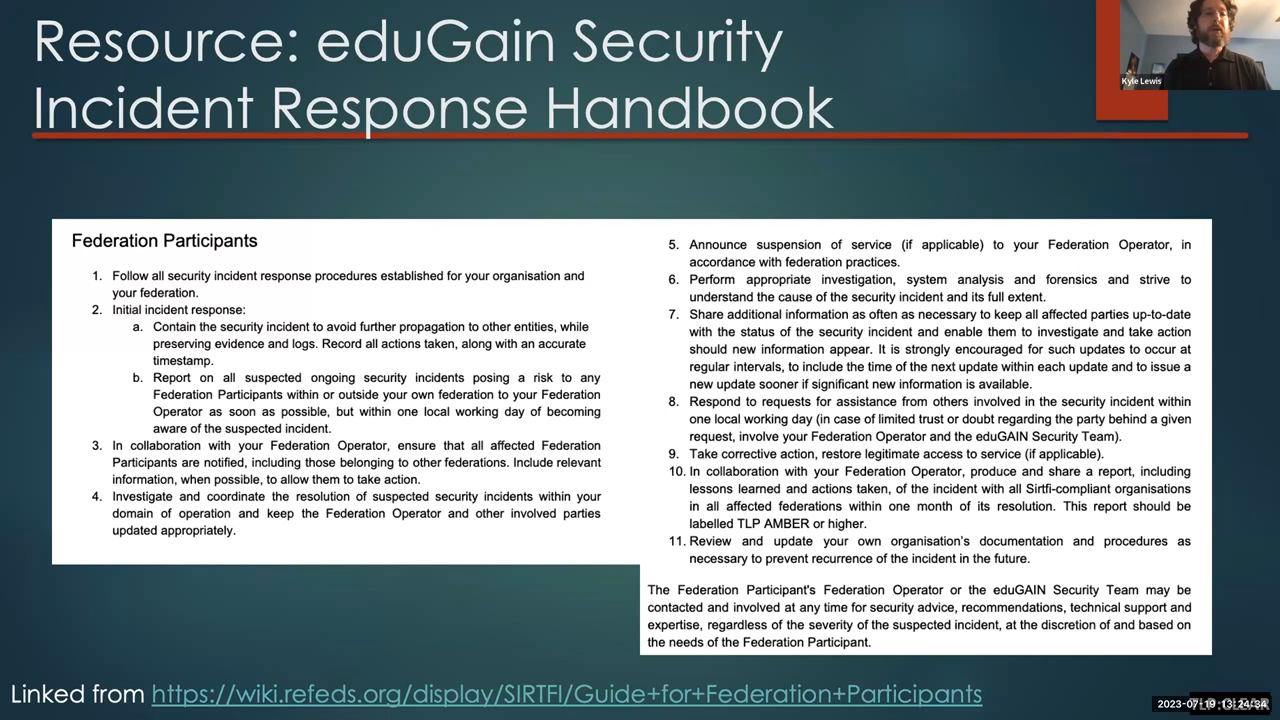 Resource: eduGain Security
Incident Response Handbook
Kyle Lewis
Federation Participants
1. Follow all security incident response procedures established for your organisation and
your federation.
2. Initial incident response:
a. Contain the security incident to avoid further propagation to other entities, while
preserving evidence and logs. Record all actions taken, along with an accurate
timestamp.
b. Report on all suspected ongoing security incidents posing a risk to any
Federation Participants within or outside your own federation to your Federation
Operator as soon as possible, but within one local working day of becoming
aware of the suspected incident.
3. In collaboration with your Federation Operator, ensure that all affected Federation
Participants are notified, including those belonging to other federations. Include relevant
information, when possible, to allow them to take action.
4. Investigate and coordinate the resolution of suspected security incidents within your
domain of operation and keep the Federation Operator and other involved parties
updated appropriately.
5. Announce suspension of service (if applicable) to your Federation Operator, in
accordance with federation practices.
6. Perform appropriate investigation, system analysis and forensics and strive to
understand the cause of the security incident and its full extent.
7. Share additional information as often as necessary to keep all affected parties up-to-date
with the status of the security incident and enable them to investigate and take action
should new information appear. It is strongly encouraged for such updates to occur at
regular intervals, to include the time of the next update within each update and to issue a
new update sooner if significant new information is available.
8. Respond to requests for assistance from others involved in the security incident within
one local working day (in case of limited trust or doubt regarding the party behind a given
request, involve your Federation Operator and the eduGAIN Security Team).
9. Take corrective action, restore legitimate access to service (if applicable).
10. In collaboration with your Federation Operator, produce and share a report, including
lessons learned and actions taken, of the incident with all Sirtfi-compliant organisations
in all affected federations within one month of its resolution. This report should be
labelled TLP AMBER or higher.
11. Review and update your own organisation's documentation and procedures as
necessary to prevent recurrence of the incident in the future.
The Federation Participant's Federation Operator or the eduGAIN Security Team may be
contacted and involved at any time for security advice, recommendations, technical support and
expertise, regardless of the severity of the suspected incident, at the discretion of and based on
the needs of the Federation Participant.
Linked from https://wiki.refeds.org/display/SIRTFI/Guide+for+Federation+Participants
2023-07-19 13:24:34
TLP:CLEAR